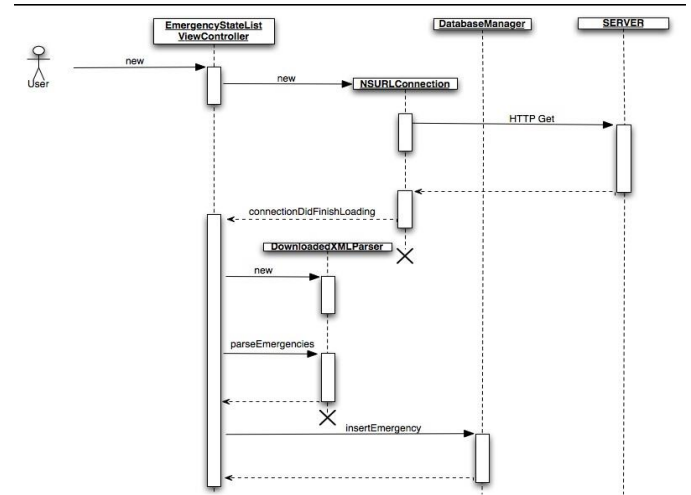 EmergencyStateList
ViewController
DatabaseManager
SERVER
new
User
new
NSURLConnection
HTTP Get
connectionDidFinishLoading
DownloadedXMLParser
new
parseEmergencies
insertEmergency